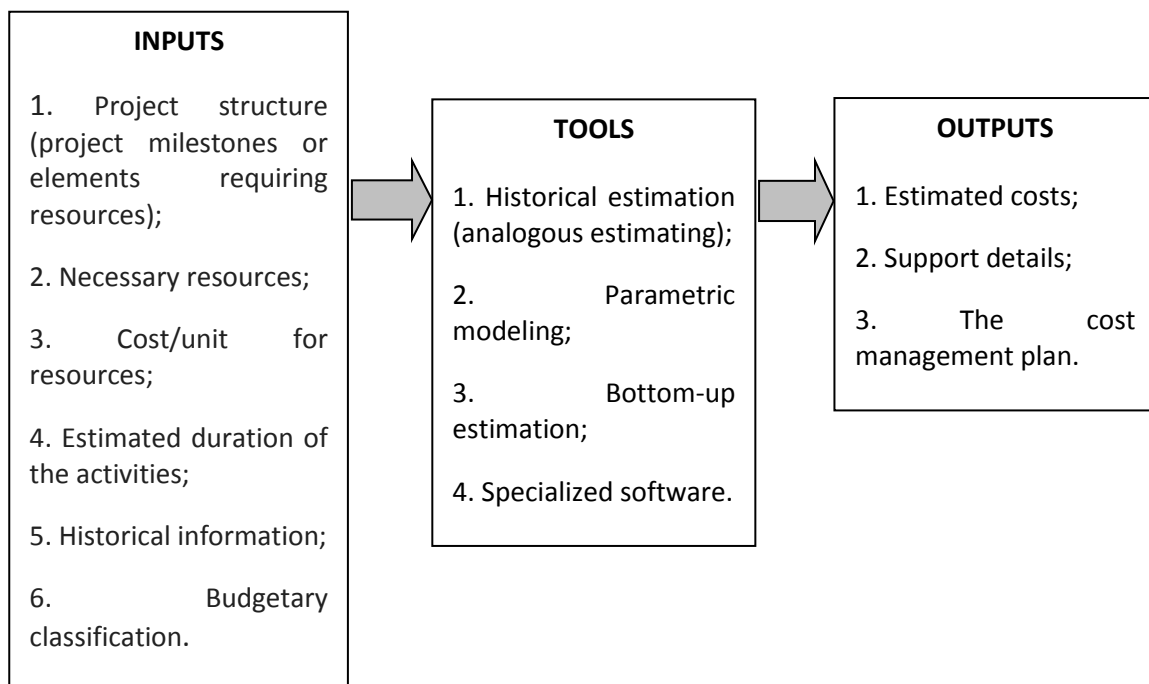 INPUTS
1. Project structure
(project milestones or
elements requiring
resources);
2. Necessary resources;
3. Cost/unit for
resources;
4. Estimated duration of
the activities;
5. Historical information;
6. Budgetary
classification.
TOOLS
1. Historical estimation
(analogous estimating);
2. Parametric
modeling;
3. Bottom-up
estimation;
4. Specialized software.
OUTPUTS
1. Estimated costs;
2. Support details;
3. The cost
management plan.